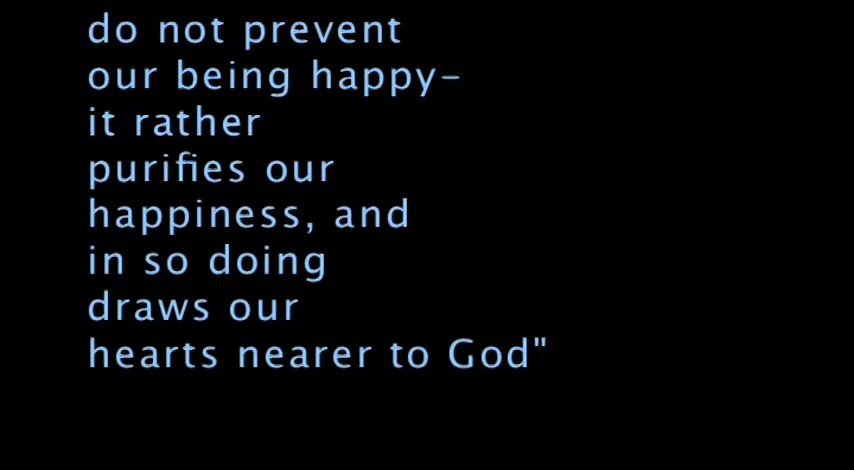 do not prevent
our being happy–
it rather
purifies our
happiness, and
in so doing
draws our
hearts nearer to God"